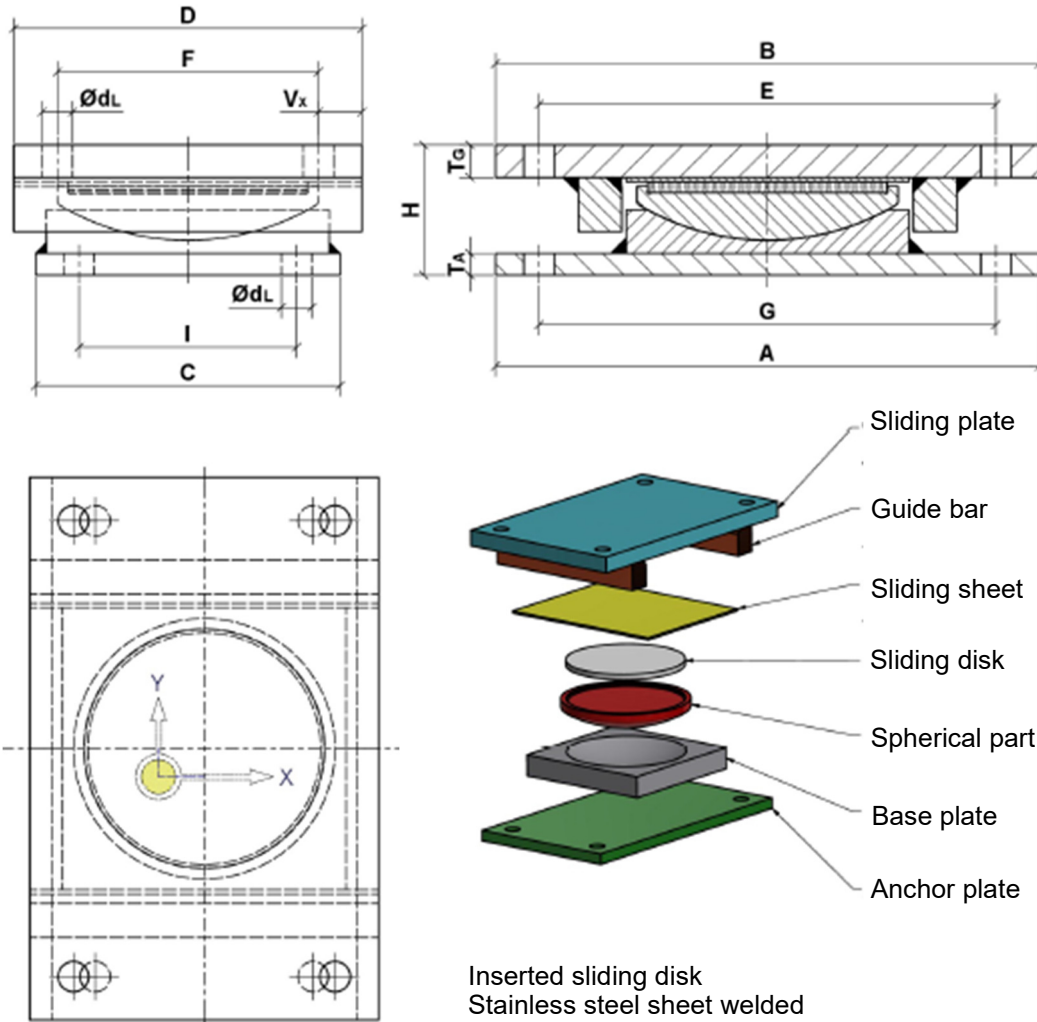 D
F
ØdL
Vx
TG
H
TA
ØdL
I
C
B
E
G
A
Y
X
Sliding plate
Guide bar
Sliding sheet
Sliding disk
Spherical part
Base plate
Anchor plate
Inserted sliding disk
Stainless steel sheet welded